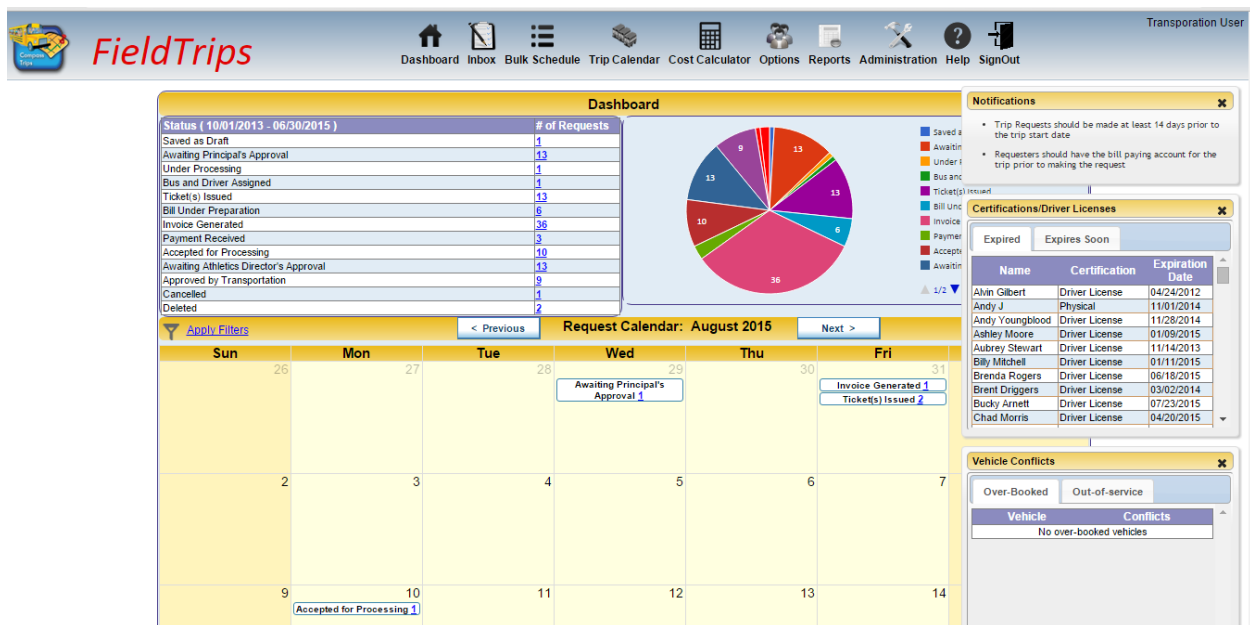 Transporation User
Compass
Trips
FieldTrips
Dashboard Inbox Bulk Schedule Trip Calendar Cost Calculator Options Reports Administration Help SignOut
Dashboard
Status ( 10/01/2013 - 06/30/2015 ) # of Requests
Saved as Draft 1
Awaiting Principal's Approval 13
Under Processing 1
Bus and Driver Assigned 1
Ticket(s) Issued 13
Bill Under Preparation 6
Invoice Generated 36
Payment Received 3
Accepted for Processing 10
Awaiting Athletics Director's Approval 13
Approved by Transportation 9
Cancelled 1
Deleted 2
9
13
13
13
10
6
36
Saved a
Awaitin
Under P
Bus and
Ticket(s) Issued
Bill Und
Invoice
Paymen
Accepte
Awaitin
1/2
Notifications
Trip Requests should be made at least 14 days prior to
the trip start date
Requesters should have the bill paying account for the
trip prior to making the request
Certifications/Driver Licenses
Expired Expires Soon
Name Certification Expiration
Date
Alvin Gilbert Driver License 04/24/2012
Andy J Physical 11/01/2014
Andy Youngblood Driver License 11/28/2014
Ashley Moore Driver License 01/09/2015
Aubrey Stewart Driver License 11/14/2013
Billy Mitchell Driver License 01/11/2015
Brenda Rogers Driver License 06/18/2015
Brent Driggers Driver License 03/02/2014
Bucky Arnett Driver License 07/23/2015
Chad Morris Driver License 04/20/2015
Vehicle Conflicts
Over-Booked Out-of-service
Vehicle Conflicts
No over-booked vehicles
Apply Filters < Previous Request Calendar: August 2015 Next >
Sun Mon Tue Wed Thu Fri
26 27 28 29 30 31
Awaiting Principal's
Approval 1
Invoice Generated 1
Ticket(s) Issued 2
2 3 4 5 6 7
9 10 11 12 13 14
Accepted for Processing 1